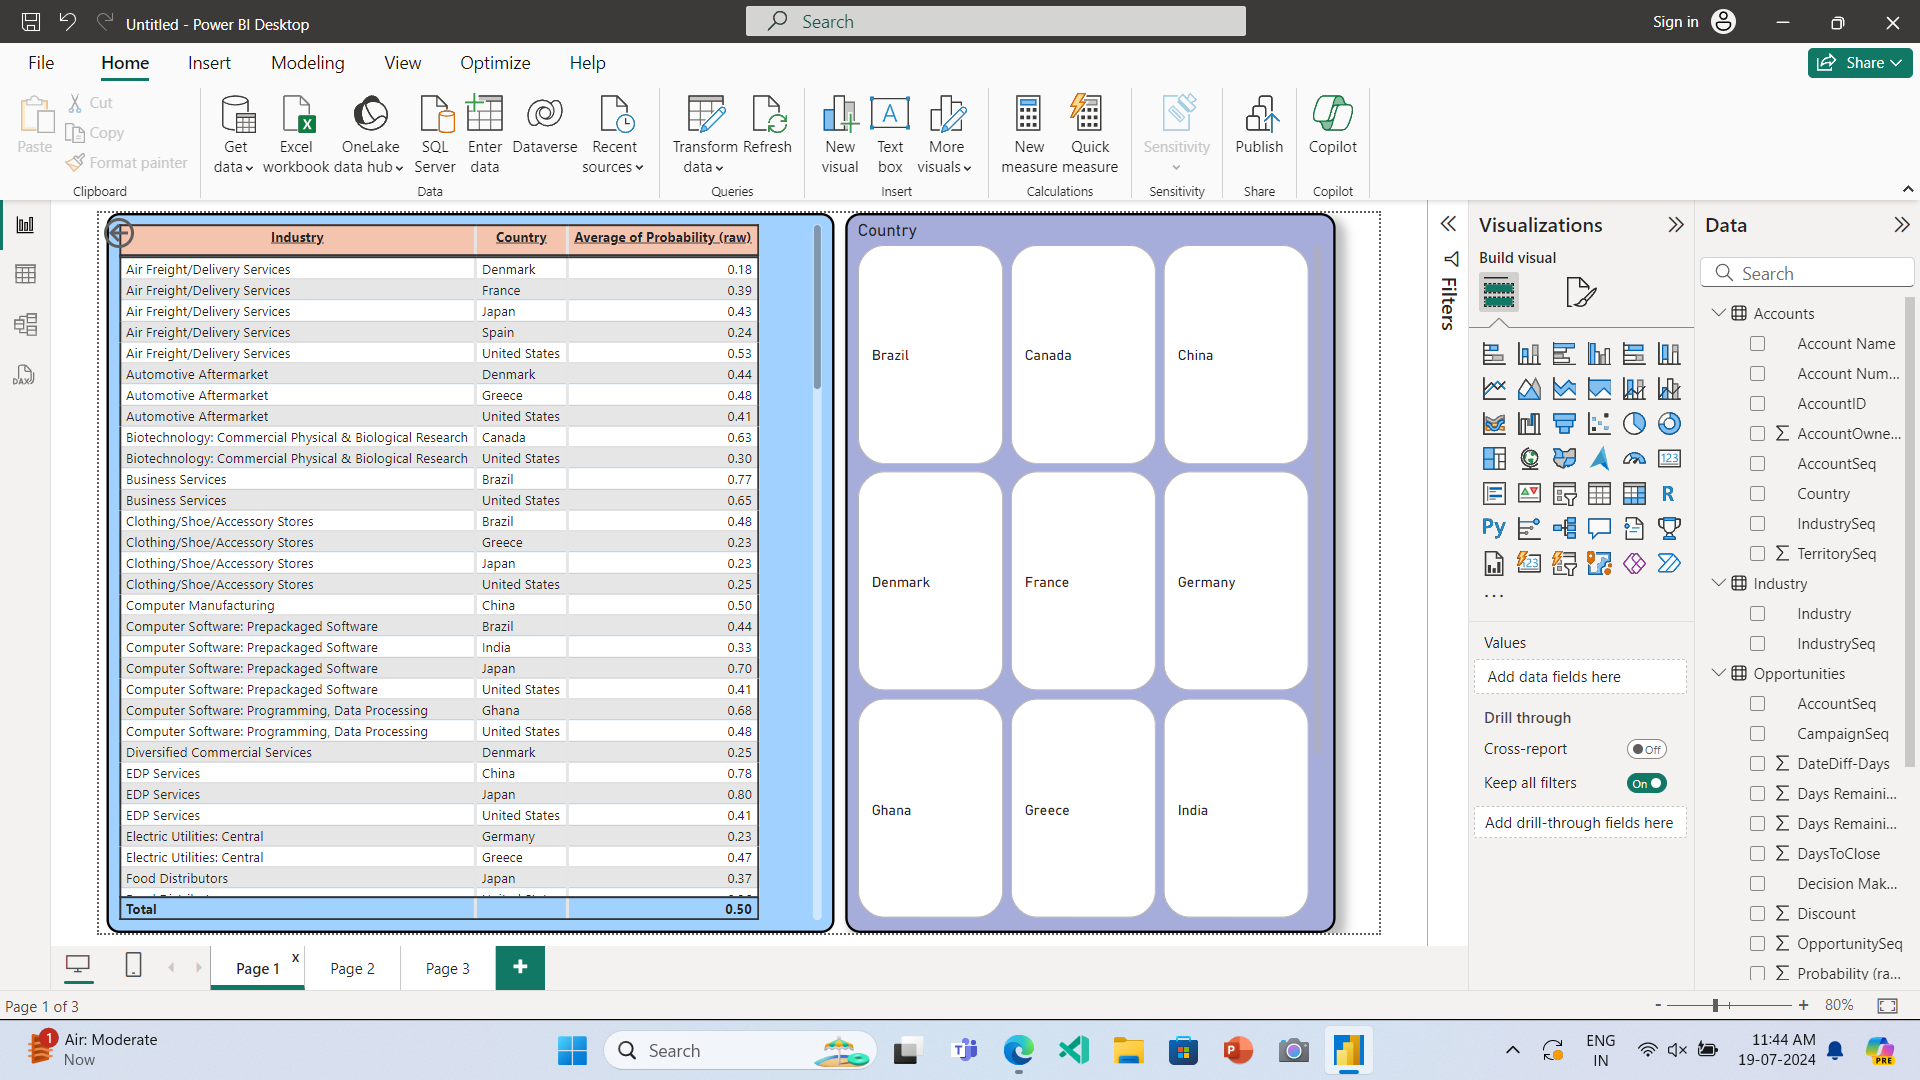 Untitled - Power BI Desktop
Search
Sign in
File Home Insert Modeling View Optimize Help
Share
Paste
Cut
Copy
Format painter
Clipboard
Get data
Excel workbook
OneLake data hub
SQL Server
Enter data
Dataverse
Recent sources
Data
Transform data
Refresh
Queries
New visual
Text box
More visuals
Insert
New measure
Quick measure
Calculations
Sensitivity
Sensitivity
Publish
Share
Copilot
Copilot
Industry Country Average of Probability (raw)
Air Freight/Delivery Services Denmark 0.18
Air Freight/Delivery Services France 0.39
Air Freight/Delivery Services Japan 0.43
Air Freight/Delivery Services Spain 0.24
Air Freight/Delivery Services United States 0.53
Automotive Aftermarket Denmark 0.44
Automotive Aftermarket Greece 0.48
Automotive Aftermarket United States 0.41
Biotechnology: Commercial Physical & Biological Research Canada 0.63
Biotechnology: Commercial Physical & Biological Research United States 0.30
Business Services Brazil 0.77
Business Services United States 0.65
Clothing/Shoe/Accessory Stores Brazil 0.48
Clothing/Shoe/Accessory Stores Greece 0.23
Clothing/Shoe/Accessory Stores Japan 0.23
Clothing/Shoe/Accessory Stores United States 0.25
Computer Manufacturing China 0.50
Computer Software: Prepackaged Software Brazil 0.44
Computer Software: Prepackaged Software India 0.33
Computer Software: Prepackaged Software Japan 0.70
Computer Software: Prepackaged Software United States 0.41
Computer Software: Programming, Data Processing Ghana 0.68
Computer Software: Programming, Data Processing United States 0.48
Diversified Commercial Services Denmark 0.25
EDP Services China 0.78
EDP Services Japan 0.80
EDP Services United States 0.41
Electric Utilities: Central Germany 0.23
Electric Utilities: Central Greece 0.47
Food Distributors Japan 0.37
Total 0.50
Country
Brazil Canada China
Denmark France Germany
Ghana Greece India
Filters
Visualizations
Build visual
123
R
Py
123
...
Values
Add data fields here
Drill through
Cross-report Off
Keep all filters On
Add drill-through fields here
Data
Search
Accounts
Account Name
Account Num...
AccountID
AccountOwne...
AccountSeq
Country
IndustrySeq
TerritorySeq
Industry
Industry
IndustrySeq
Opportunities
AccountSeq
CampaignSeq
DateDiff-Days
Days Remaini...
Days Remaini...
DaysToClose
Decision Mak...
Discount
OpportunitySeq
Probability (ra...
DAX
Page 1 x Page 2 Page 3 +
Page 1 of 3
- + 80%
1
Air: Moderate
Now
Search
ENG
IN
11:44 AM
19-07-2024
PRE